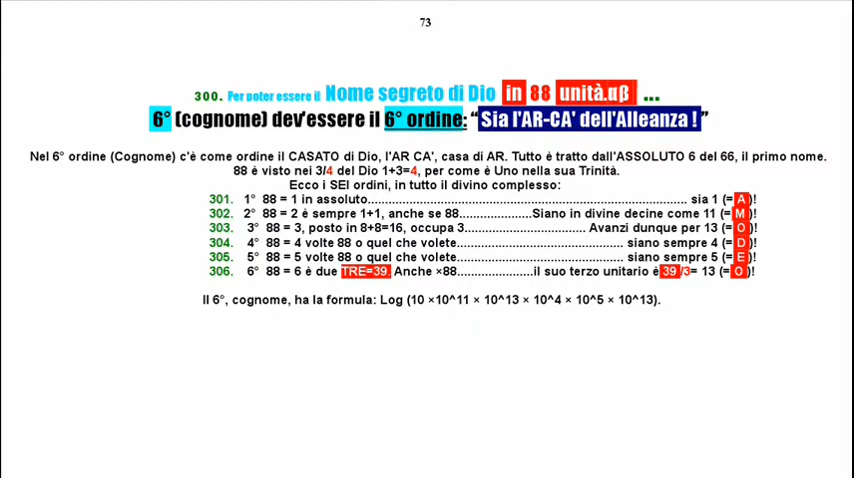 73
300. Per poter essere il Nome segreto di Dio in 88 unità.αβ ...
6° (cognome) dev'essere il 6° ordine: “Sia l'AR-CA' dell'Alleanza !”
Nel 6° ordine (Cognome) c'è come ordine il CASATO di Dio, l'AR CA', casa di AR. Tutto è tratto dall'ASSOLUTO 6 del 66, il primo nome.
88 è visto nei 3/4 del Dio 1+3=4, per come è Uno nella sua Trinità.
Ecco i SEI ordini, in tutto il divino complesso:
301. 1° 88 = 1 in assoluto................................................................................ sia 1 (= A )!
302. 2° 88 = 2 è sempre 1+1, anche se 88....................Siano in divine decine come 11 (= M )!
303. 3° 88 = 3, posto in 8+8=16, occupa 3................................. Avanzi dunque per 13 (= O )!
304. 4° 88 = 4 volte 88 o quel che volete.............................................. siano sempre 4 (= D )!
305. 5° 88 = 5 volte 88 o quel che volete.............................................. siano sempre 5 (= E )!
306. 6° 88 = 6 è due TRE=39. Anche ×88.....................il suo terzo unitario è 39 /3= 13 (= O )!
Il 6°, cognome, ha la formula: Log (10 ×10^11 × 10^13 × 10^4 × 10^5 × 10^13).